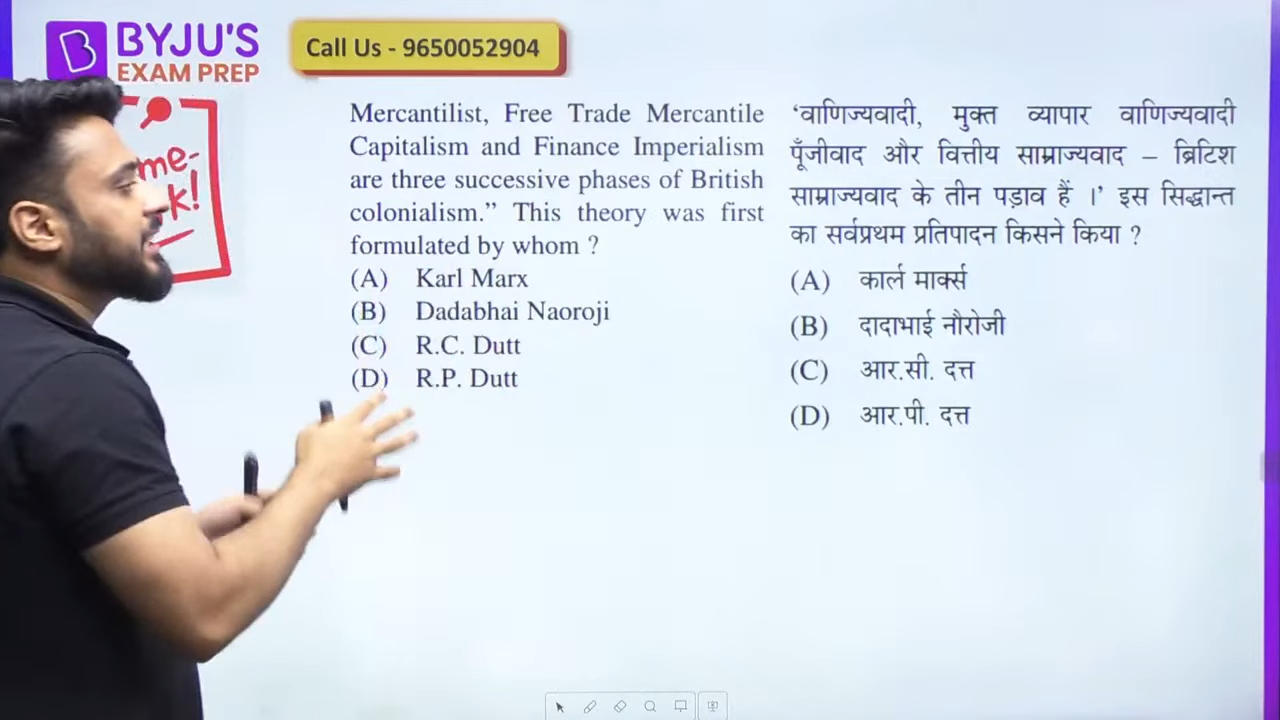 BYJU'S
EXAM PREP
Call Us - 9650052904
me-
k!
Mercantilist, Free Trade Mercantile
Capitalism and Finance Imperialism
are three successive phases of British
colonialism.” This theory was first
formulated by whom ?
(A) Karl Marx
(B) Dadabhai Naoroji
(C) R.C. Dutt
(D) R.P. Dutt
‘वाणिज्यवादी, मुक्त व्यापार वाणिज्यवादी
पूँजीवाद और वित्तीय साम्राज्यवाद – ब्रिटिश
साम्राज्यवाद के तीन पड़ाव हैं ।’ इस सिद्धान्त
का सर्वप्रथम प्रतिपादन किसने किया ?
(A) कार्ल मार्क्स
(B) दादाभाई नौरोजी
(C) आर.सी. दत्त
(D) आर.पी. दत्त